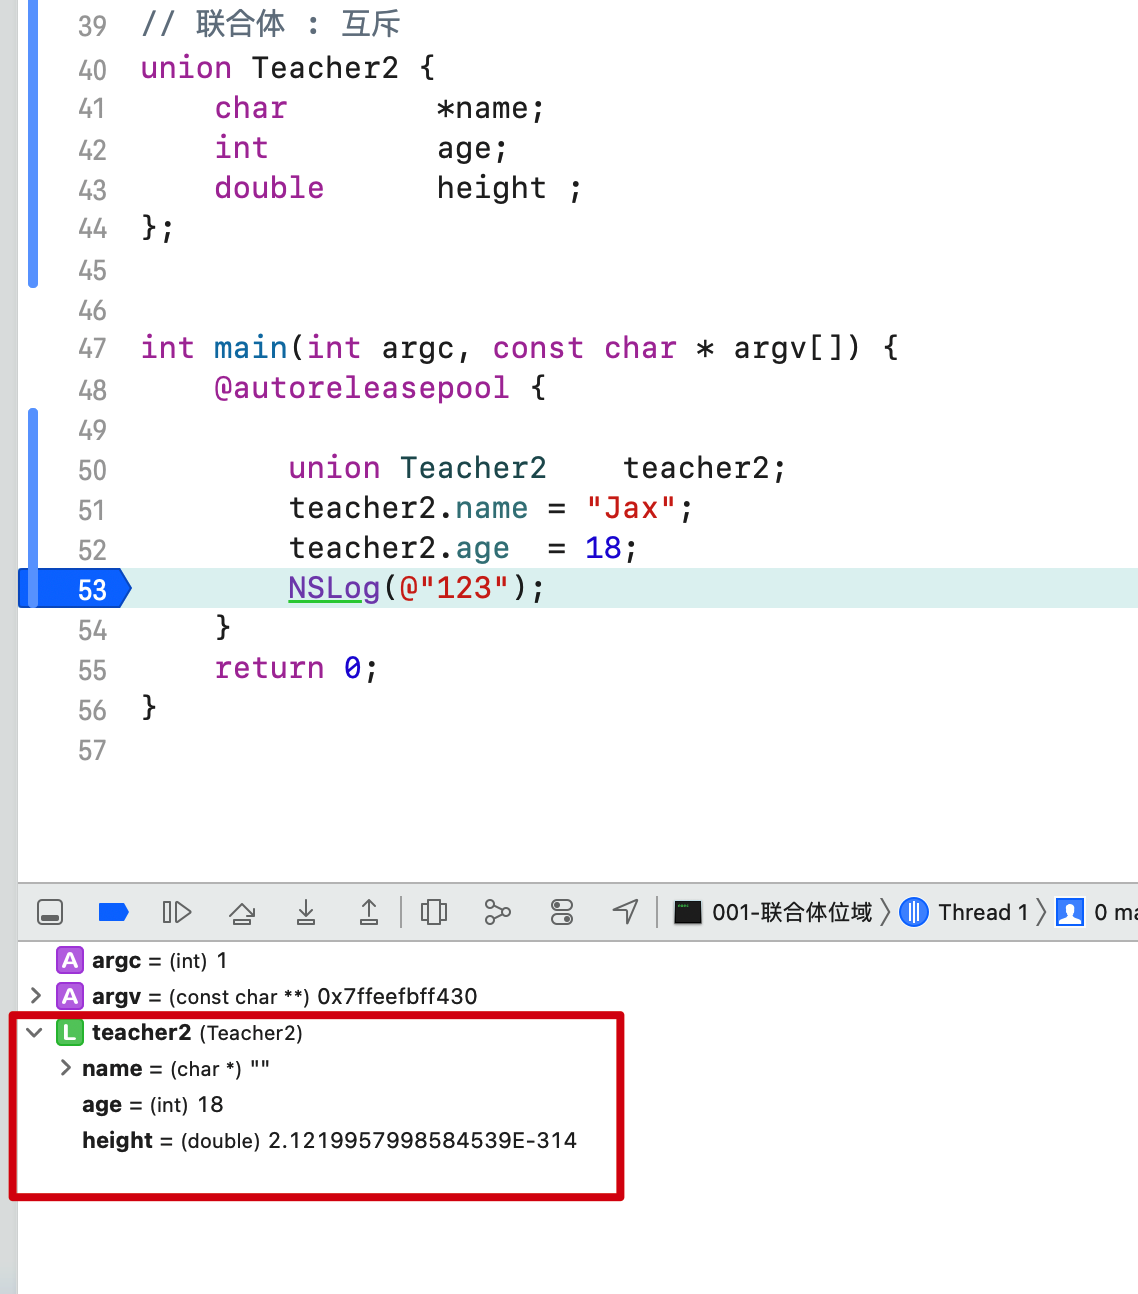 39 // 联合体 : 互斥
40 union Teacher2 {
41 char *name;
42 int age;
43 double height ;
44 };
45
46
47 int main(int argc, const char * argv[]) {
48 @autoreleasepool {
49
50 union Teacher2 teacher2;
51 teacher2.name = "Jax";
52 teacher2.age = 18;
53 NSLog(@"123");
54 }
55 return 0;
56 }
57
001-联合体位域 Thread 1 0 ma
A argc = (int) 1
A argv = (const char **) 0x7ffeefbff430
L teacher2 (Teacher2)
name = (char *) ""
age = (int) 18
height = (double) 2.1219957998584539E-314